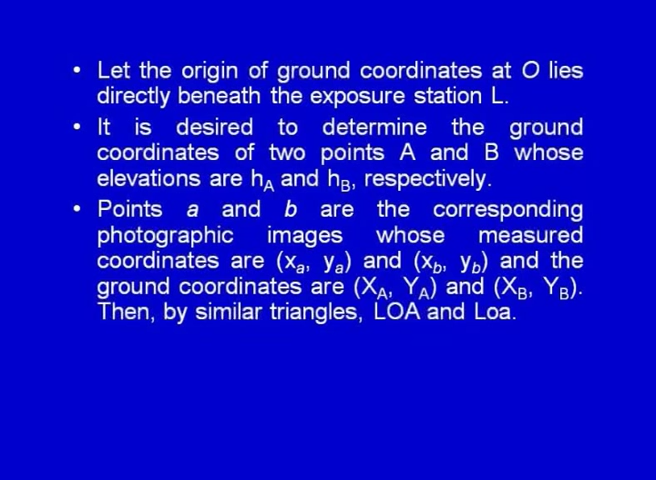 • Let the origin of ground coordinates at O lies
directly beneath the exposure station L.
• It is desired to determine the ground
coordinates of two points A and B whose
elevations are hA and hB, respectively.
• Points a and b are the corresponding
photographic images whose measured
coordinates are (xa, ya) and (xb, yb) and the
ground coordinates are (XA, YA) and (XB, YB).
Then, by similar triangles, LOA and Loa.